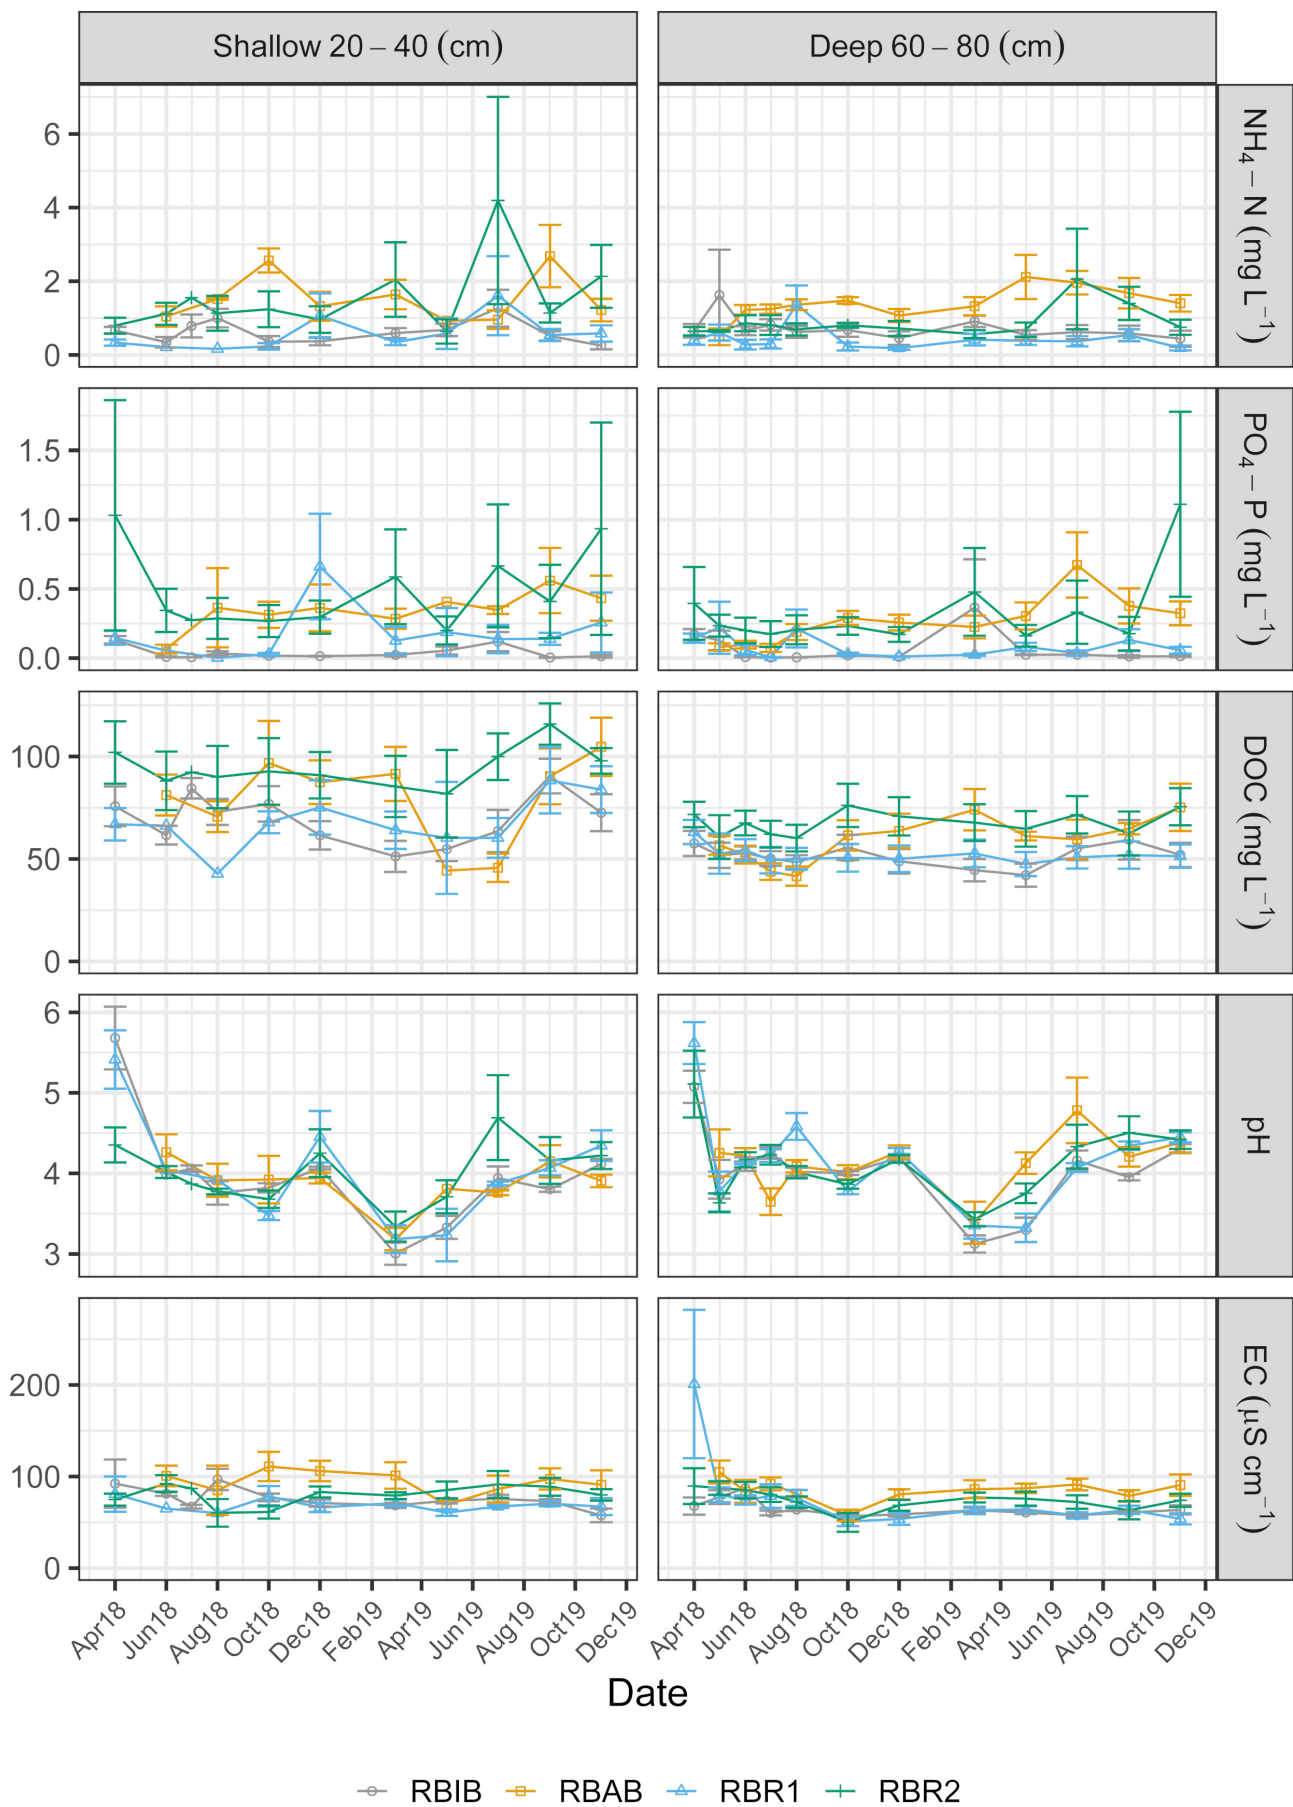 Shallow 20 – 40 (cm)
Deep 60 – 80 (cm)
6
4
2
0
NH₄ – N (mg L⁻¹)
1.5
1.0
0.5
0.0
PO₄ – P (mg L⁻¹)
100
50
0
DOC (mg L⁻¹)
6
5
4
3
pH
200
100
0
EC (μS cm⁻¹)
Apr18 Jun18 Aug18 Oct18 Dec18 Feb19 Apr19 Jun19 Aug19 Oct19 Dec19
Apr18 Jun18 Aug18 Oct18 Dec18 Feb19 Apr19 Jun19 Aug19 Oct19 Dec19
Date
RBIB RBAB RBR1 RBR2